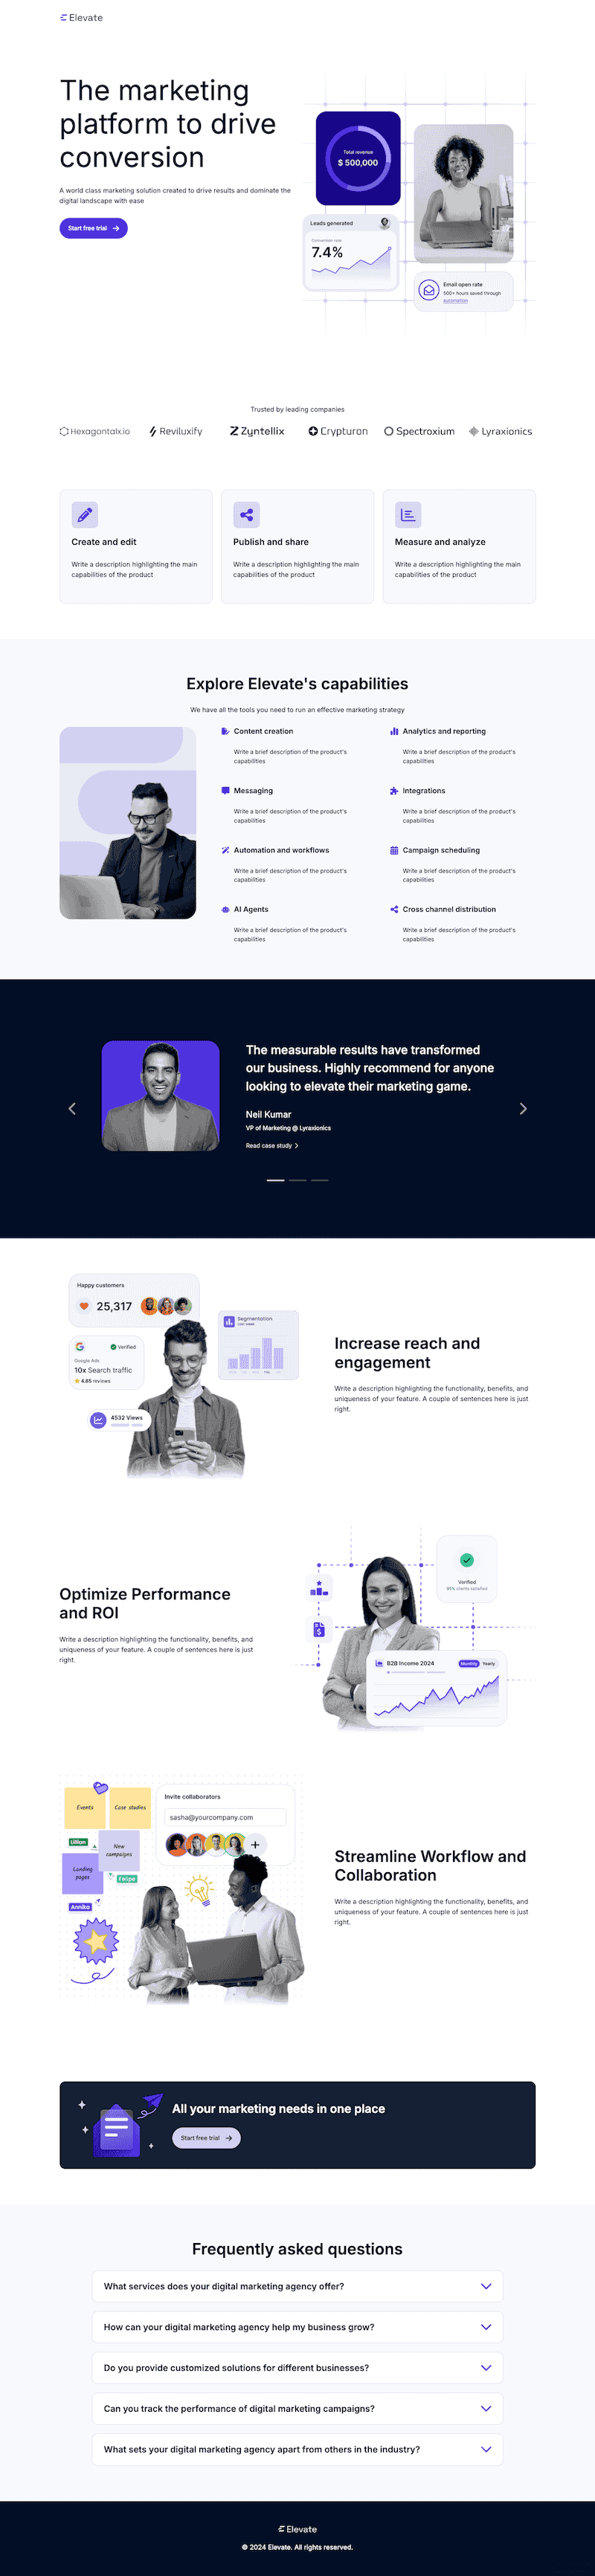 Elevate
The marketing
platform to drive
conversion
A world class marketing solution created to drive results and dominate the
digital landscape with ease
Start free trial
Total revenue
$ 500,000
Leads generated
Conversion rate
7.4%
Email open rate
500+ hours saved through
automation
Trusted by leading companies
Hexagontalx.io
Reviluxify
Zyntellix
Crypturon
Spectroxium
Lyraxionics
Create and edit
Write a description highlighting the main
capabilities of the product
Publish and share
Write a description highlighting the main
capabilities of the product
Measure and analyze
Write a description highlighting the main
capabilities of the product
Explore Elevate's capabilities
We have all the tools you need to run an effective marketing strategy
Content creation
Write a brief description of the product's
capabilities
Analytics and reporting
Write a brief description of the product's
capabilities
Messaging
Write a brief description of the product's
capabilities
Integrations
Write a brief description of the product's
capabilities
Automation and workflows
Write a brief description of the product's
capabilities
Campaign scheduling
Write a brief description of the product's
capabilities
AI Agents
Write a brief description of the product's
capabilities
Cross channel distribution
Write a brief description of the product's
capabilities
The measurable results have transformed
our business. Highly recommend for anyone
looking to elevate their marketing game.
Neil Kumar
VP of Marketing @ Lyraxionics
Read case study
Happy customers
25,317
Segmentation
Verified
Google Ads
10x Search traffic
4.85 reviews
4532 Views
Increase reach and
engagement
Write a description highlighting the functionality, benefits, and
uniqueness of your feature. A couple of sentences here is just
right.
Optimize Performance
and ROI
Write a description highlighting the functionality, benefits, and
uniqueness of your feature. A couple of sentences here is just
right.
Verified
B2B Income 2024
Monthly
Yearly
Events
Case studies
Lillian
New
campaigns
Landing
pages
Felipe
Annika
Invite collaborators
sasha@yourcompany.com
Streamline Workflow and
Collaboration
Write a description highlighting the functionality, benefits, and
uniqueness of your feature. A couple of sentences here is just
right.
All your marketing needs in one place
Start free trial
Frequently asked questions
What services does your digital marketing agency offer?
How can your digital marketing agency help my business grow?
Do you provide customized solutions for different businesses?
Can you track the performance of digital marketing campaigns?
What sets your digital marketing agency apart from others in the industry?
Elevate
© 2024 Elevate. All rights reserved.